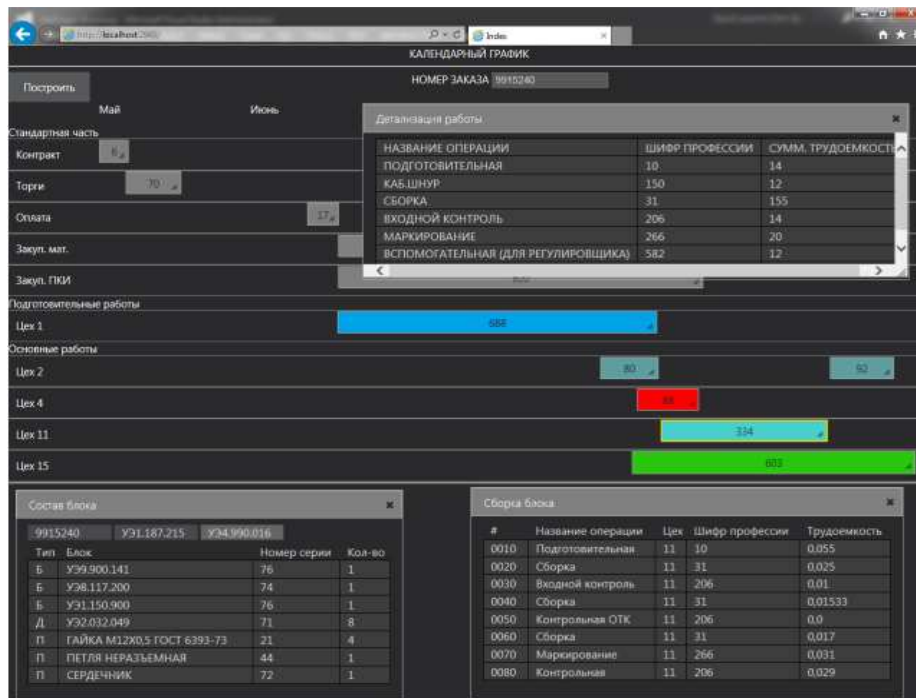 Index
КАЛЕНДАРНЫЙ ГРАФИК
Построить
НОМЕР ЗАКАЗА 9915240
Май Июнь
Стандартная часть
Контракт 6
Торги 70
Оплата 17
Закуп. мат.
Закуп. ПКИ
Подготовительные работы
Цех 1 688
Основные работы
Цех 2 80 92
Цех 4
Цех 11 334
Цех 15 603
Детализация работы
НАЗВАНИЕ ОПЕРАЦИИ ШИФР ПРОФЕССИИ СУММ. ТРУДОЕМКОСТЬ
ПОДГОТОВИТЕЛЬНАЯ 10 14
КАБ.ШНУР 150 12
СБОРКА 31 155
ВХОДНОЙ КОНТРОЛЬ 206 14
МАРКИРОВАНИЕ 266 20
ВСПОМОГАТЕЛЬНАЯ (ДЛЯ РЕГУЛИРОВЩИКА) 582 12
Состав блока
9915240 УЭ1.187.215 УЭ4.990.016
Тип Блок Номер серии Кол-во
Б УЭ9.900.141 76 1
Б УЭ8.117.200 74 1
Б УЭ1.150.900 76 1
Д УЭ2.032.049 71 8
П ГАЙКА М12Х0,5 ГОСТ 6393-73 21 4
П ПЕТЛЯ НЕРАЗЪЕМНАЯ 44 1
П СЕРДЕЧНИК 72 1
Сборка блока
# Название операции Цех Шифр профессии Трудоемкость
0010 Подготовительная 11 10 0,055
0020 Сборка 11 31 0,025
0030 Входной контроль 11 206 0,01
0040 Сборка 11 31 0,01533
0050 Контрольная ОТК 11 206 0,0
0060 Сборка 11 31 0,017
0070 Маркирование 11 266 0,031
0080 Контрольная 11 206 0,029